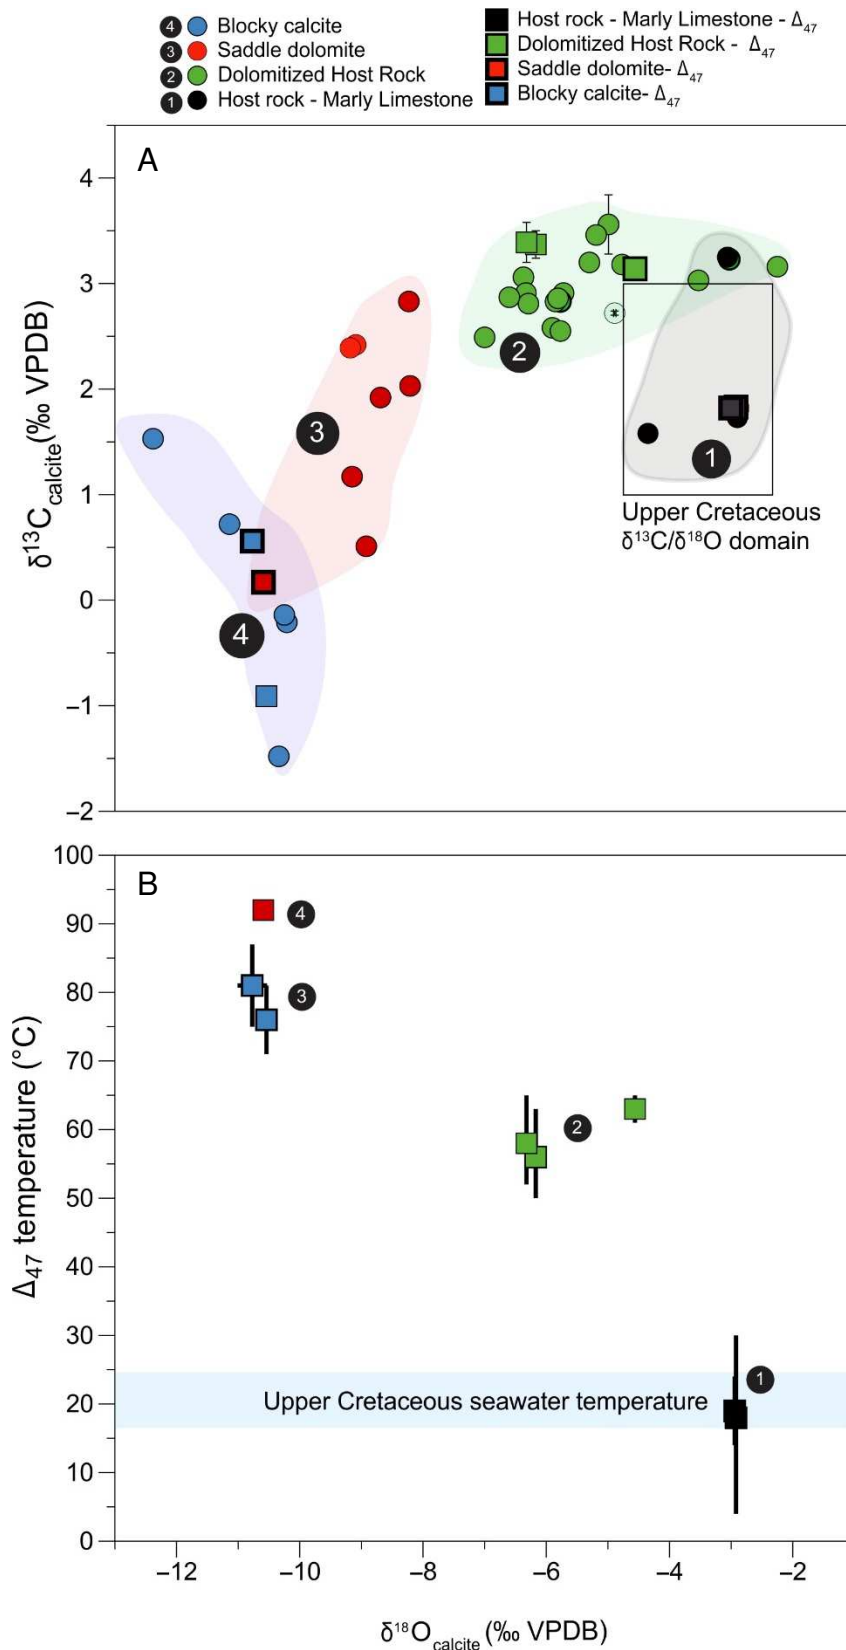 4 Blocky calcite
3 Saddle dolomite
2 Dolomitized Host Rock
1 Host rock - Marly Limestone
Host rock - Marly Limestone - Δ47
Dolomitized Host Rock - Δ47
Saddle dolomite- Δ47
Blocky calcite- Δ47
A
4
3
2
1
0
−1
−2
δ¹³Ccalcite(‰ VPDB)
2
3
1
4
Upper Cretaceous
δ¹³C/δ¹⁸O domain
B
100
90
80
70
60
50
40
30
20
10
0
Δ47 temperature (°C)
4
3
2
1
Upper Cretaceous seawater temperature
−12 −10 −8 −6 −4 −2
δ¹⁸Ocalcite (‰ VPDB)